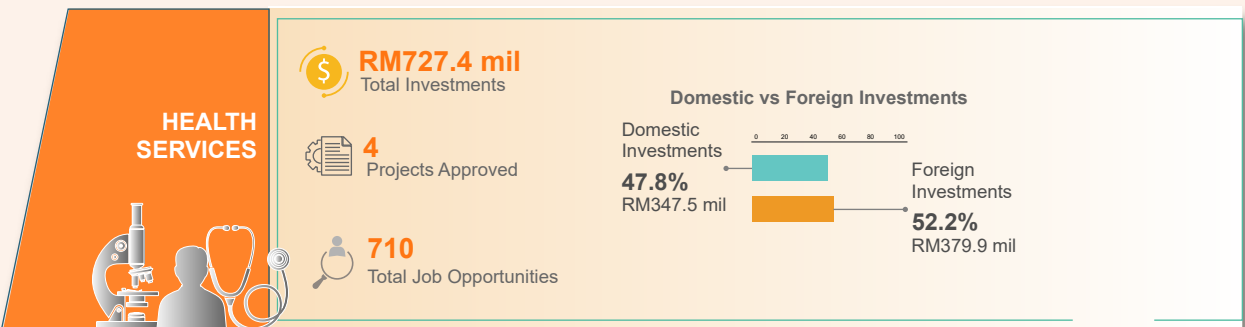 HEALTH
SERVICES
$
RM727.4 mil
Total Investments
4
Projects Approved
710
Total Job Opportunities
Domestic vs Foreign Investments
Domestic
Investments
47.8%
RM347.5 mil
0 20 40 60 80 100
Foreign
Investments
52.2%
RM379.9 mil